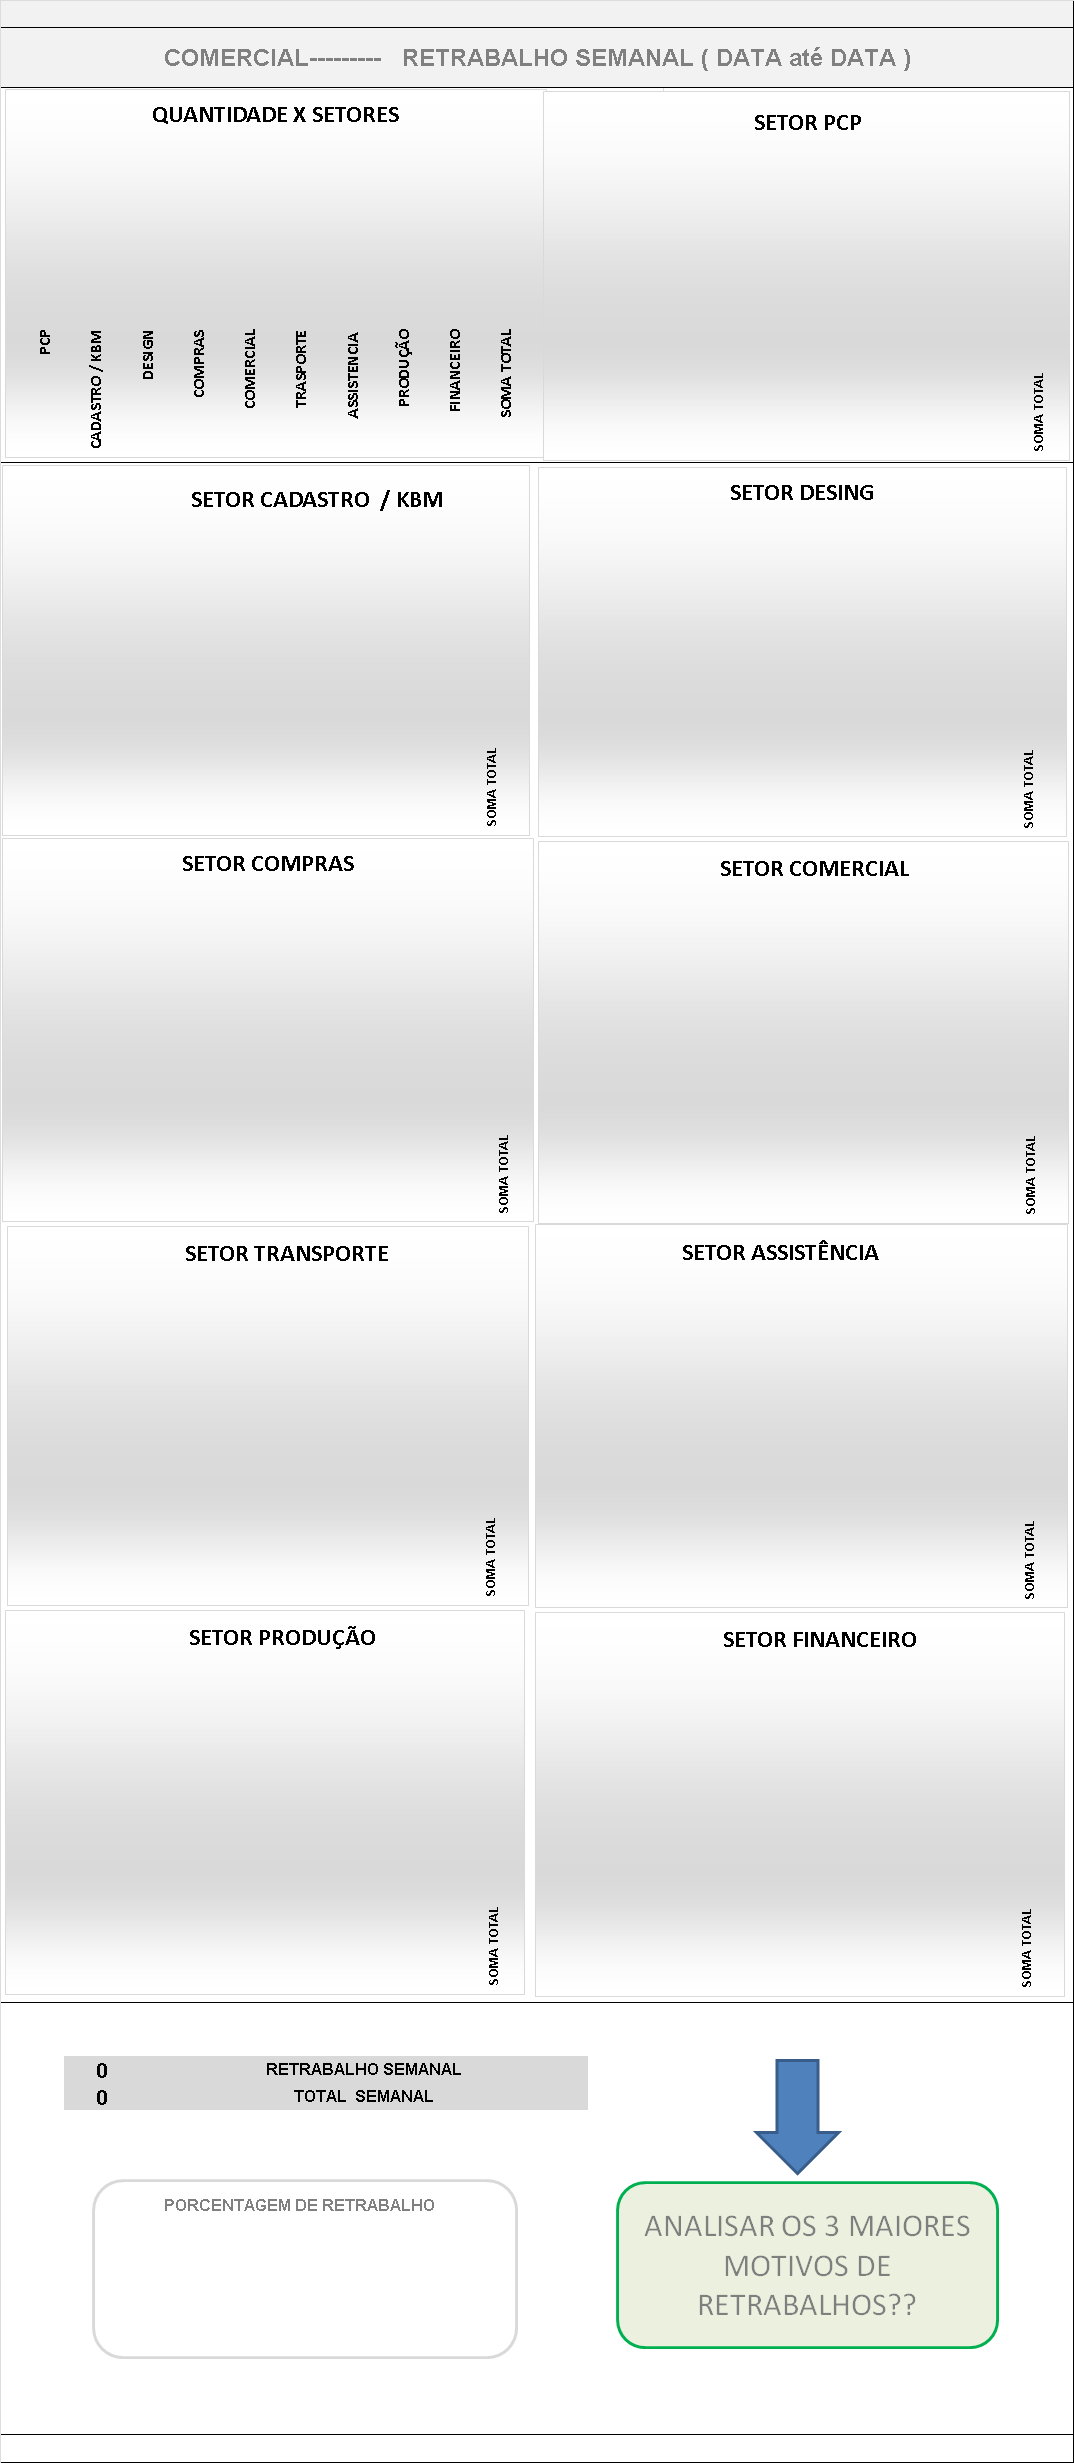 COMERCIAL--------- RETRABALHO SEMANAL ( DATA até DATA )
QUANTIDADE X SETORES
PCP
CADASTRO / KBM
DESIGN
COMPRAS
COMERCIAL
TRASPORTE
ASSISTENCIA
PRODUÇÃO
FINANCEIRO
SOMA TOTAL
SETOR PCP
SOMA TOTAL
SETOR CADASTRO / KBM
SOMA TOTAL
SETOR DESING
SOMA TOTAL
SETOR COMPRAS
SOMA TOTAL
SETOR COMERCIAL
SOMA TOTAL
SETOR TRANSPORTE
SOMA TOTAL
SETOR ASSISTÊNCIA
SOMA TOTAL
SETOR PRODUÇÃO
SOMA TOTAL
SETOR FINANCEIRO
SOMA TOTAL
0 RETRABALHO SEMANAL
0 TOTAL SEMANAL
PORCENTAGEM DE RETRABALHO
ANALISAR OS 3 MAIORES
MOTIVOS DE
RETRABALHOS??